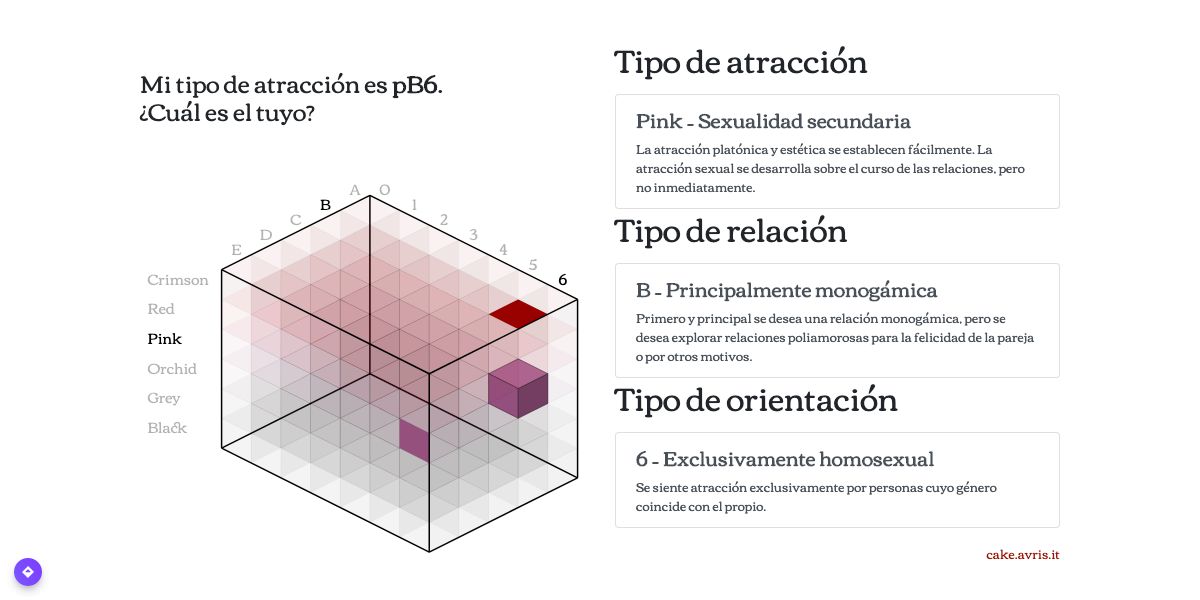 Mi tipo de atracción es pB6.
¿Cuál es el tuyo?
A
0
B
1
C
2
D
3
E
4
5
6
Crimson
Red
Pink
Orchid
Grey
Black
Tipo de atracción
Pink - Sexualidad secundaria
La atracción platónica y estética se establecen fácilmente. La
atracción sexual se desarrolla sobre el curso de las relaciones, pero
no inmediatamente.
Tipo de relación
B - Principalmente monogámica
Primero y principal se desea una relación monogámica, pero se
desea explorar relaciones poliamorosas para la felicidad de la pareja
o por otros motivos.
Tipo de orientación
6 - Exclusivamente homosexual
Se siente atracción exclusivamente por personas cuyo género
coincide con el propio.
cake.avris.it